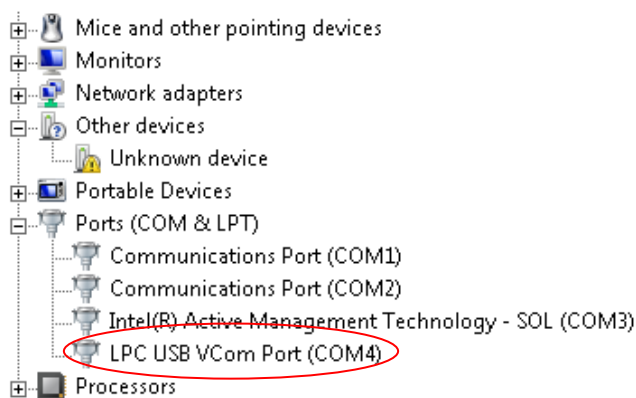 Mice and other pointing devices
Monitors
Network adapters
Other devices
Unknown device
Portable Devices
Ports (COM & LPT)
Communications Port (COM1)
Communications Port (COM2)
Intel(R) Active Management Technology - SOL (COM3)
LPC USB VCom Port (COM4)
Processors